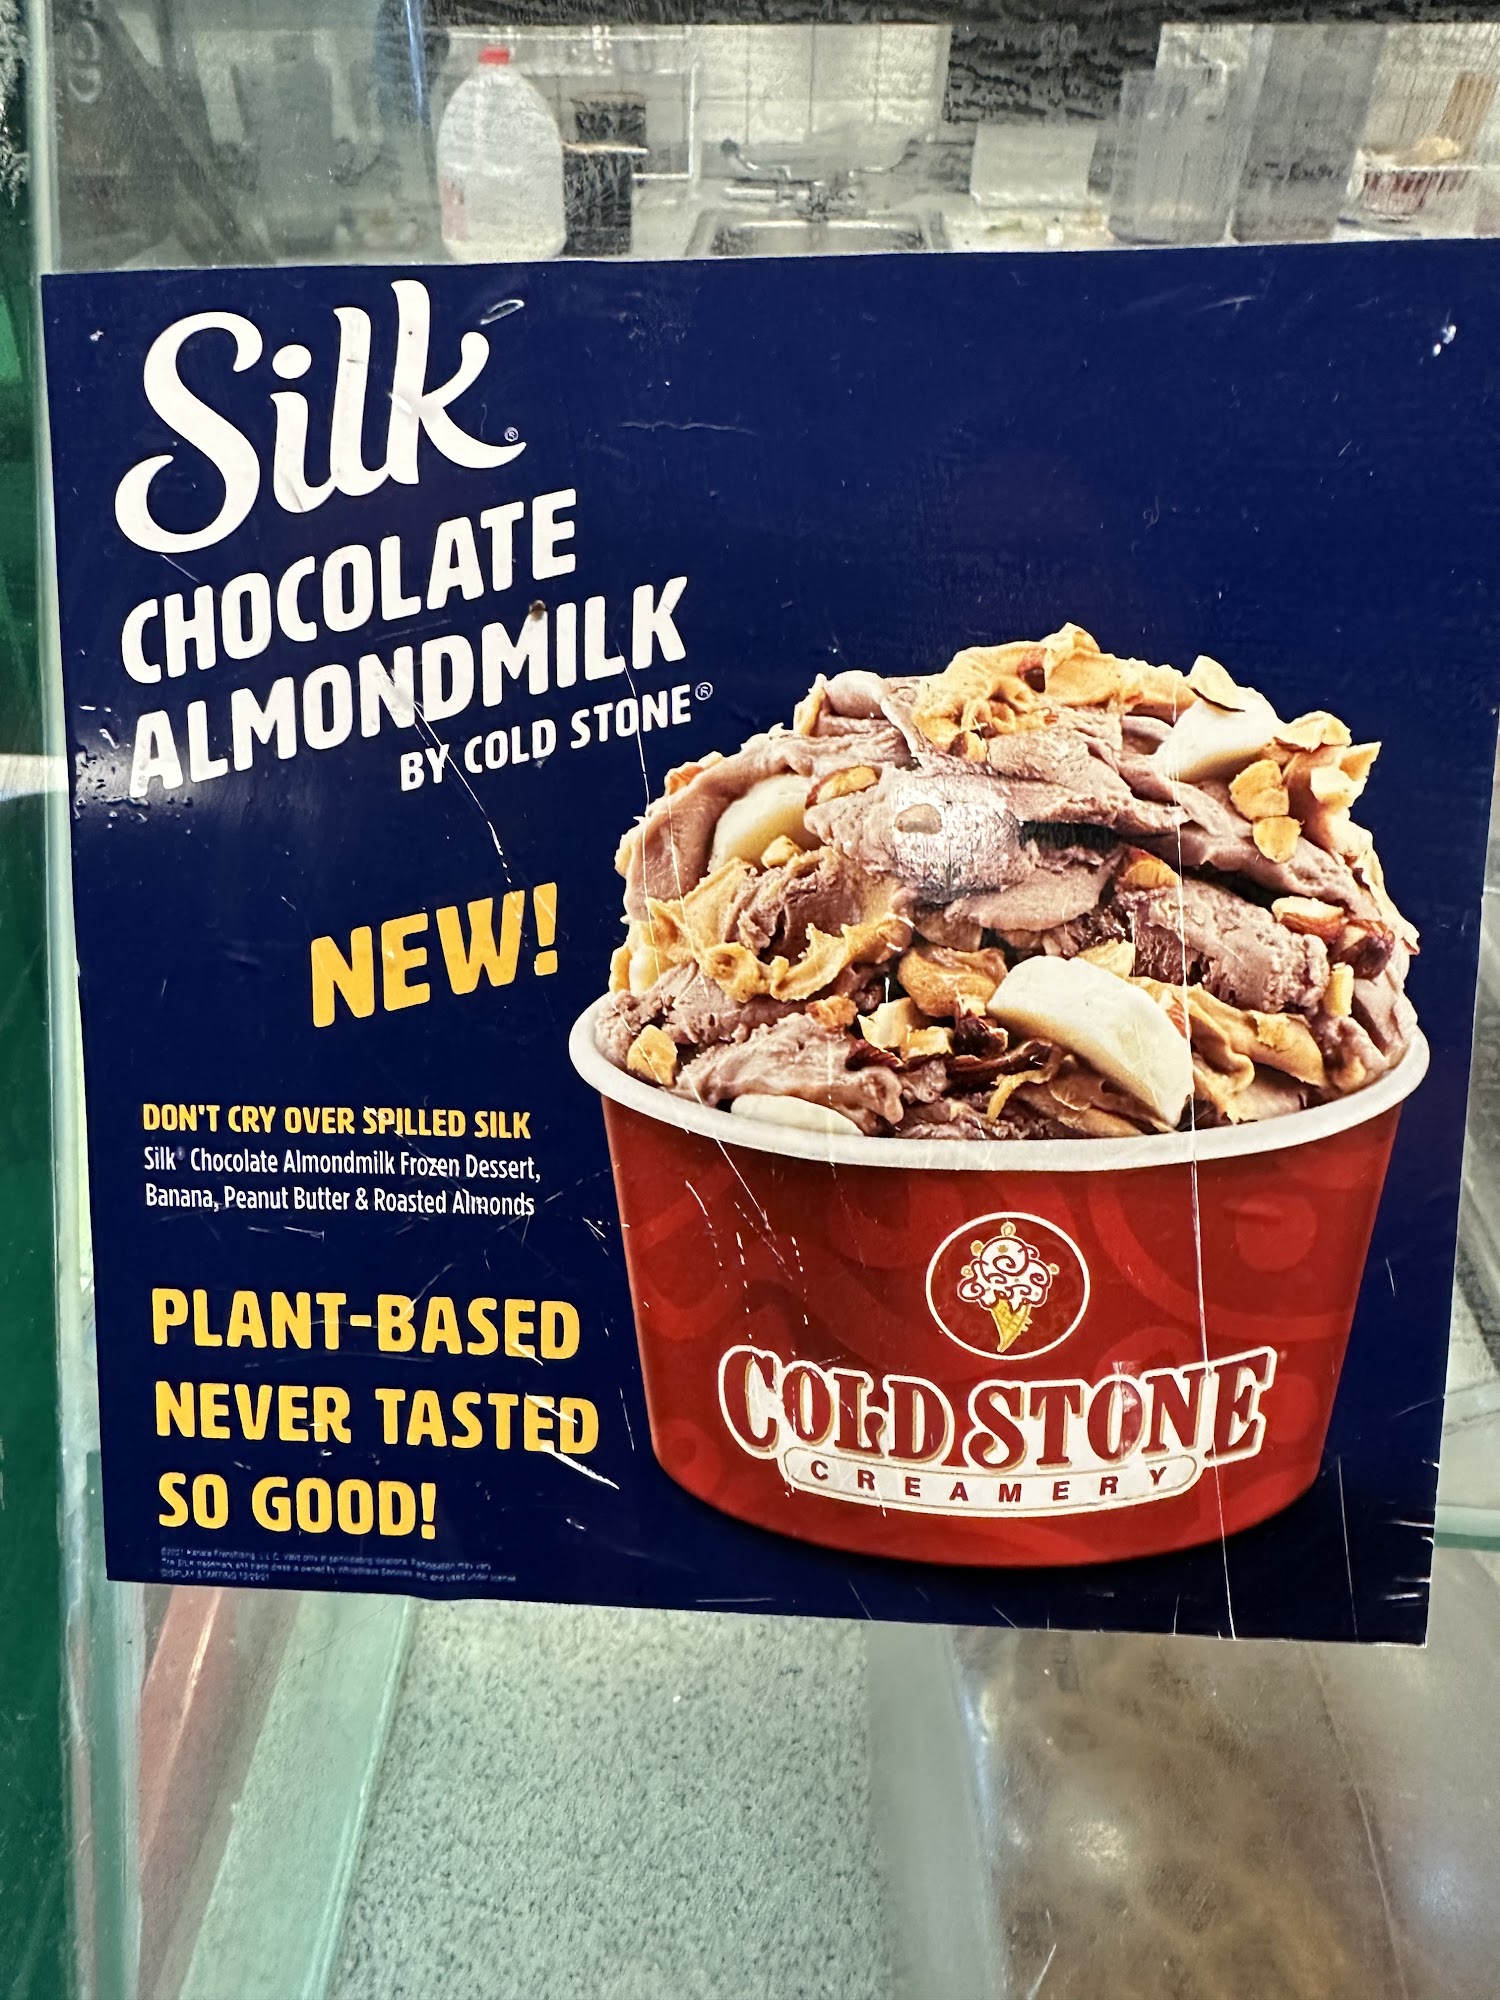 Silk®
CHOCOLATE
ALMONDMILK
BY COLD STONE®
NEW!
DON'T CRY OVER SPILLED SILK
Silk® Chocolate Almondmilk Frozen Dessert,
Banana, Peanut Butter & Roasted Almonds
PLANT-BASED
NEVER TASTED
SO GOOD!
COLD STONE
CREAMERY